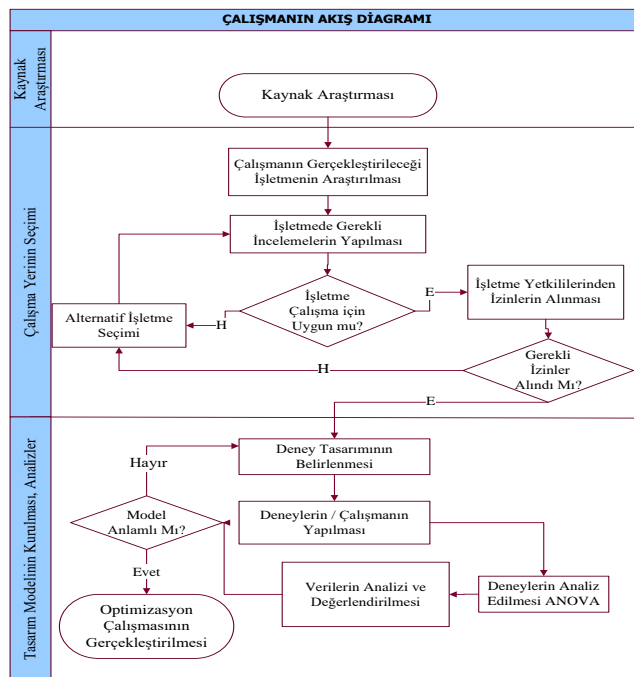 ÇALIŞMANIN AKIŞ DİAGRAMI
Kaynak
Araştırması
Kaynak Araştırması
Çalışma Yerinin Seçimi
Çalışmanın Gerçekleştirileceği
İşletmenin Araştırılması
İşletmede Gerekli
İncelemelerin Yapılması
İşletme
Çalışma için
Uygun mu?
E
İşletme Yetkililerinden
İzinlerin Alınması
H
Alternatif İşletme
Seçimi
Gerekli
İzinler
Alındı Mı?
H
E
Tasarım Modelinin Kurulması, Analizler
Deney Tasarımının
Belirlenmesi
Hayır
Model
Anlamlı Mı?
Deneylerin / Çalışmanın
Yapılması
Evet
Verilerin Analizi ve
Değerlendirilmesi
Deneylerin Analiz
Edilmesi ANOVA
Optimizasyon
Çalışmasının
Gerçekleştirilmesi